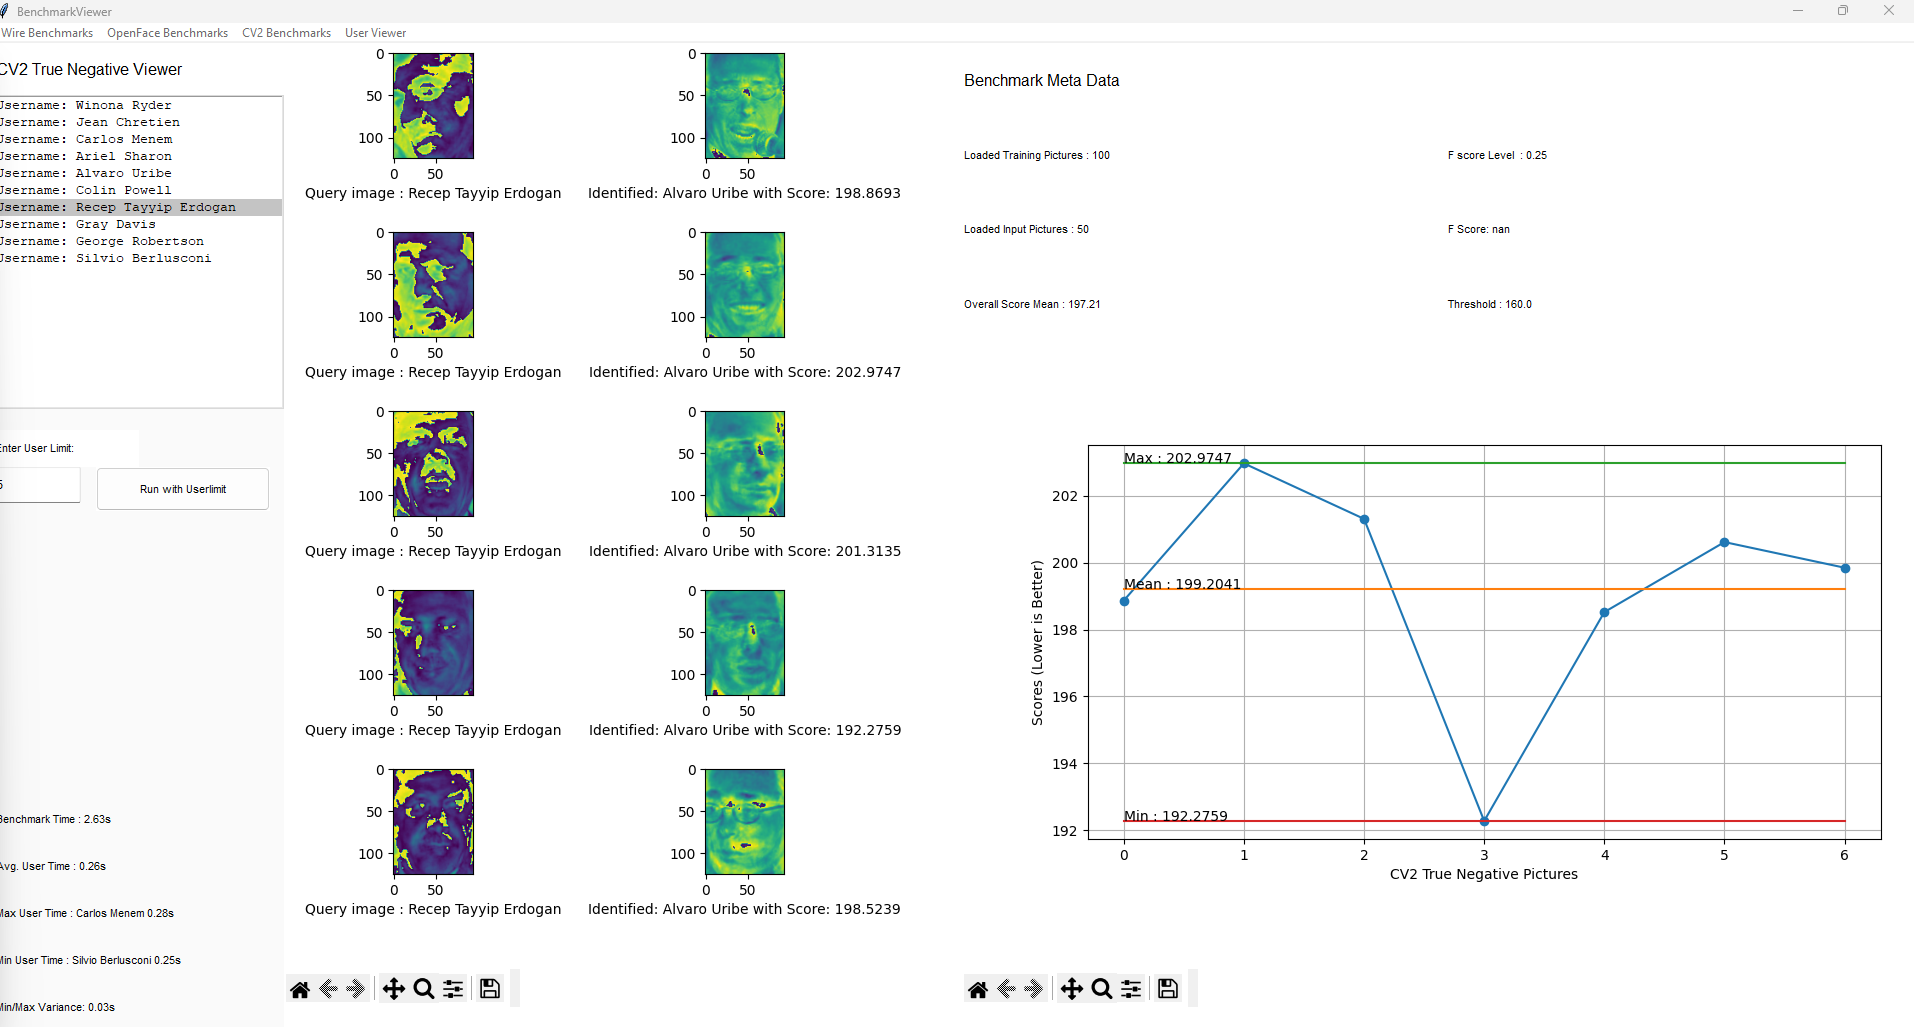 BenchmarkViewer
Wire Benchmarks OpenFace Benchmarks CV2 Benchmarks User Viewer
CV2 True Negative Viewer
Username: Winona Ryder
Username: Jean Chretien
Username: Carlos Menem
Username: Ariel Sharon
Username: Alvaro Uribe
Username: Colin Powell
Username: Recep Tayyip Erdogan
Username: Gray Davis
Username: George Robertson
Username: Silvio Berlusconi
Enter User Limit:
5
Run with Userlimit
Benchmark Time : 2.63s
Avg. User Time : 0.26s
Max User Time : Carlos Menem 0.28s
Min User Time : Silvio Berlusconi 0.25s
Min/Max Variance: 0.03s
0
50
100
0 50
Query image : Recep Tayyip Erdogan
0
50
100
0 50
Identified: Alvaro Uribe with Score: 198.8693
0
50
100
0 50
Query image : Recep Tayyip Erdogan
0
50
100
0 50
Identified: Alvaro Uribe with Score: 202.9747
0
50
100
0 50
Query image : Recep Tayyip Erdogan
0
50
100
0 50
Identified: Alvaro Uribe with Score: 201.3135
0
50
100
0 50
Query image : Recep Tayyip Erdogan
0
50
100
0 50
Identified: Alvaro Uribe with Score: 192.2759
0
50
100
0 50
Query image : Recep Tayyip Erdogan
0
50
100
0 50
Identified: Alvaro Uribe with Score: 198.5239
Benchmark Meta Data
Loaded Training Pictures : 100
F score Level : 0.25
Loaded Input Pictures : 50
F Score: nan
Overall Score Mean : 197.21
Threshold : 160.0
Max : 202.9747
Mean : 199.2041
Min : 192.2759
202
200
198
196
194
192
Scores (Lower is Better)
0 1 2 3 4 5 6
CV2 True Negative Pictures